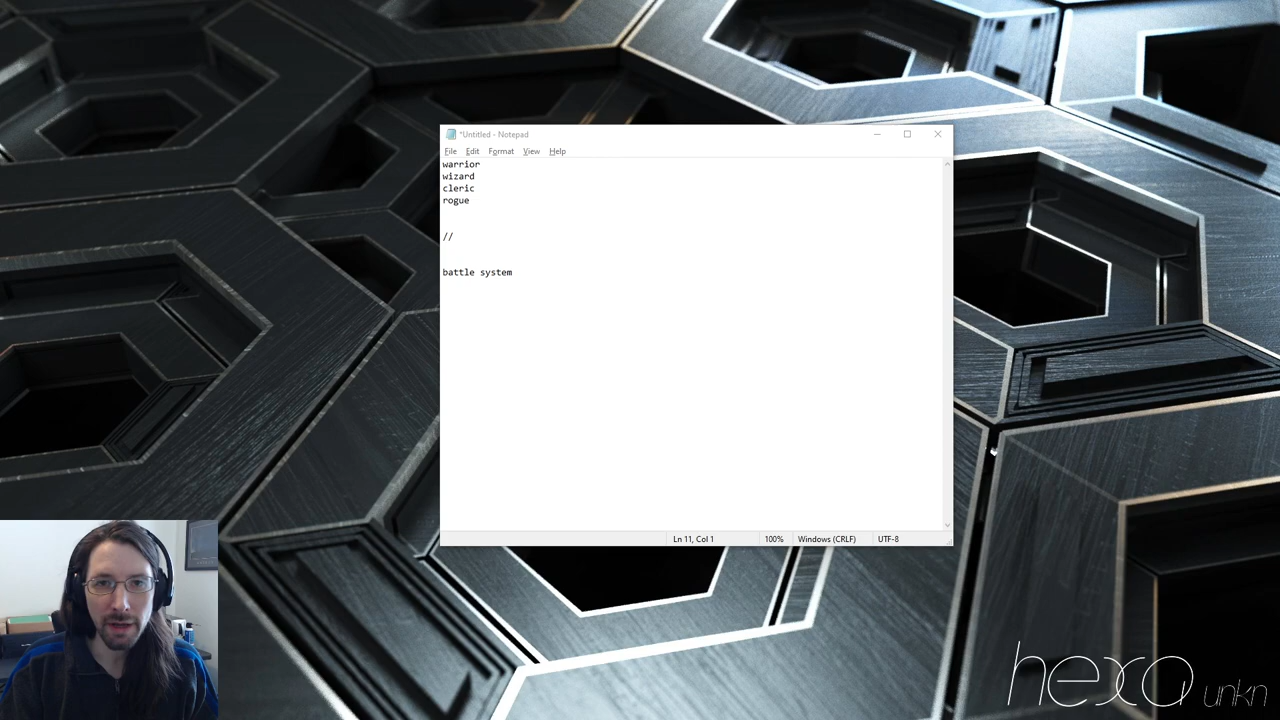 *Untitled - Notepad
File Edit Format View Help
warrior
wizard
cleric
rogue
//
battle system
Ln 11, Col 1 100% Windows (CRLF) UTF-8
hexa unkn